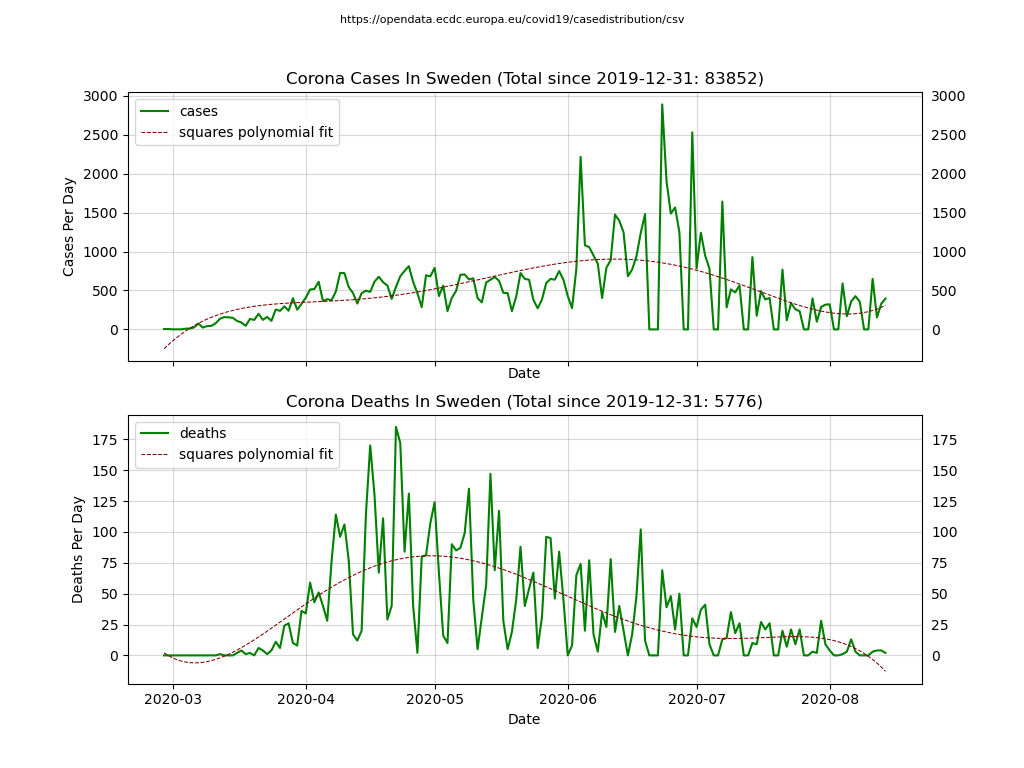 https://opendata.ecdc.europa.eu/covid19/casedistribution/csv
Corona Cases In Sweden (Total since 2019-12-31: 83852)
cases
squares polynomial fit
Cases Per Day
3000
2500
2000
1500
1000
500
0
3000
2500
2000
1500
1000
500
0
Date
Corona Deaths In Sweden (Total since 2019-12-31: 5776)
deaths
squares polynomial fit
Deaths Per Day
175
150
125
100
75
50
25
0
175
150
125
100
75
50
25
0
2020-03 2020-04 2020-05 2020-06 2020-07 2020-08
Date